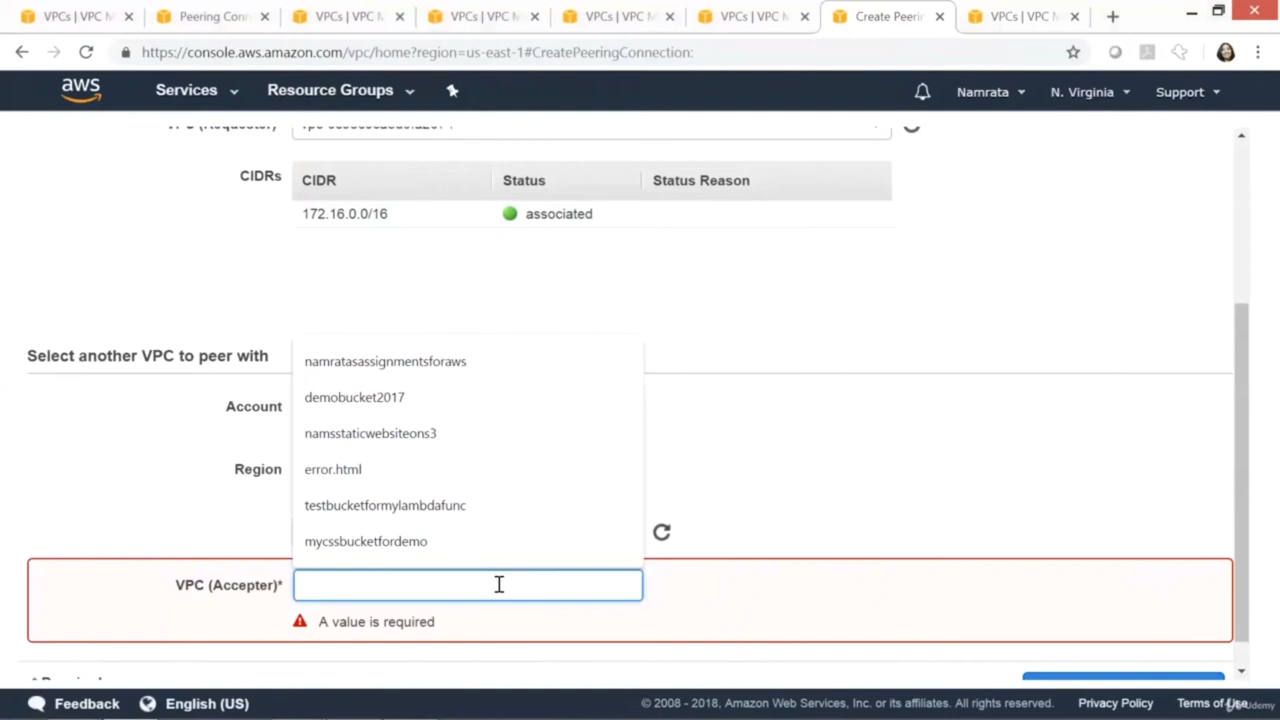 VPCs | VPC M
Peering Conn
VPCs | VPC M
VPCs | VPC M
VPCs | VPC M
VPCs | VPC M
Create Peerin
VPCs | VPC M
https://console.aws.amazon.com/vpc/home?region=us-east-1#CreatePeeringConnection:
aws Services Resource Groups Namrata N. Virginia Support
VPC (Requester)
CIDRs CIDR Status Status Reason
172.16.0.0/16 associated
Select another VPC to peer with
namratasassignmentsforaws
Account
demobucket2017
namsstaticwebsiteons3
Region
error.html
testbucketformylambdafunc
mycssbucketfordemo
VPC (Accepter)*
A value is required
Feedback English (US) © 2008 - 2018, Amazon Web Services, Inc. or its affiliates. All rights reserved. Privacy Policy Terms of Use
Udemy